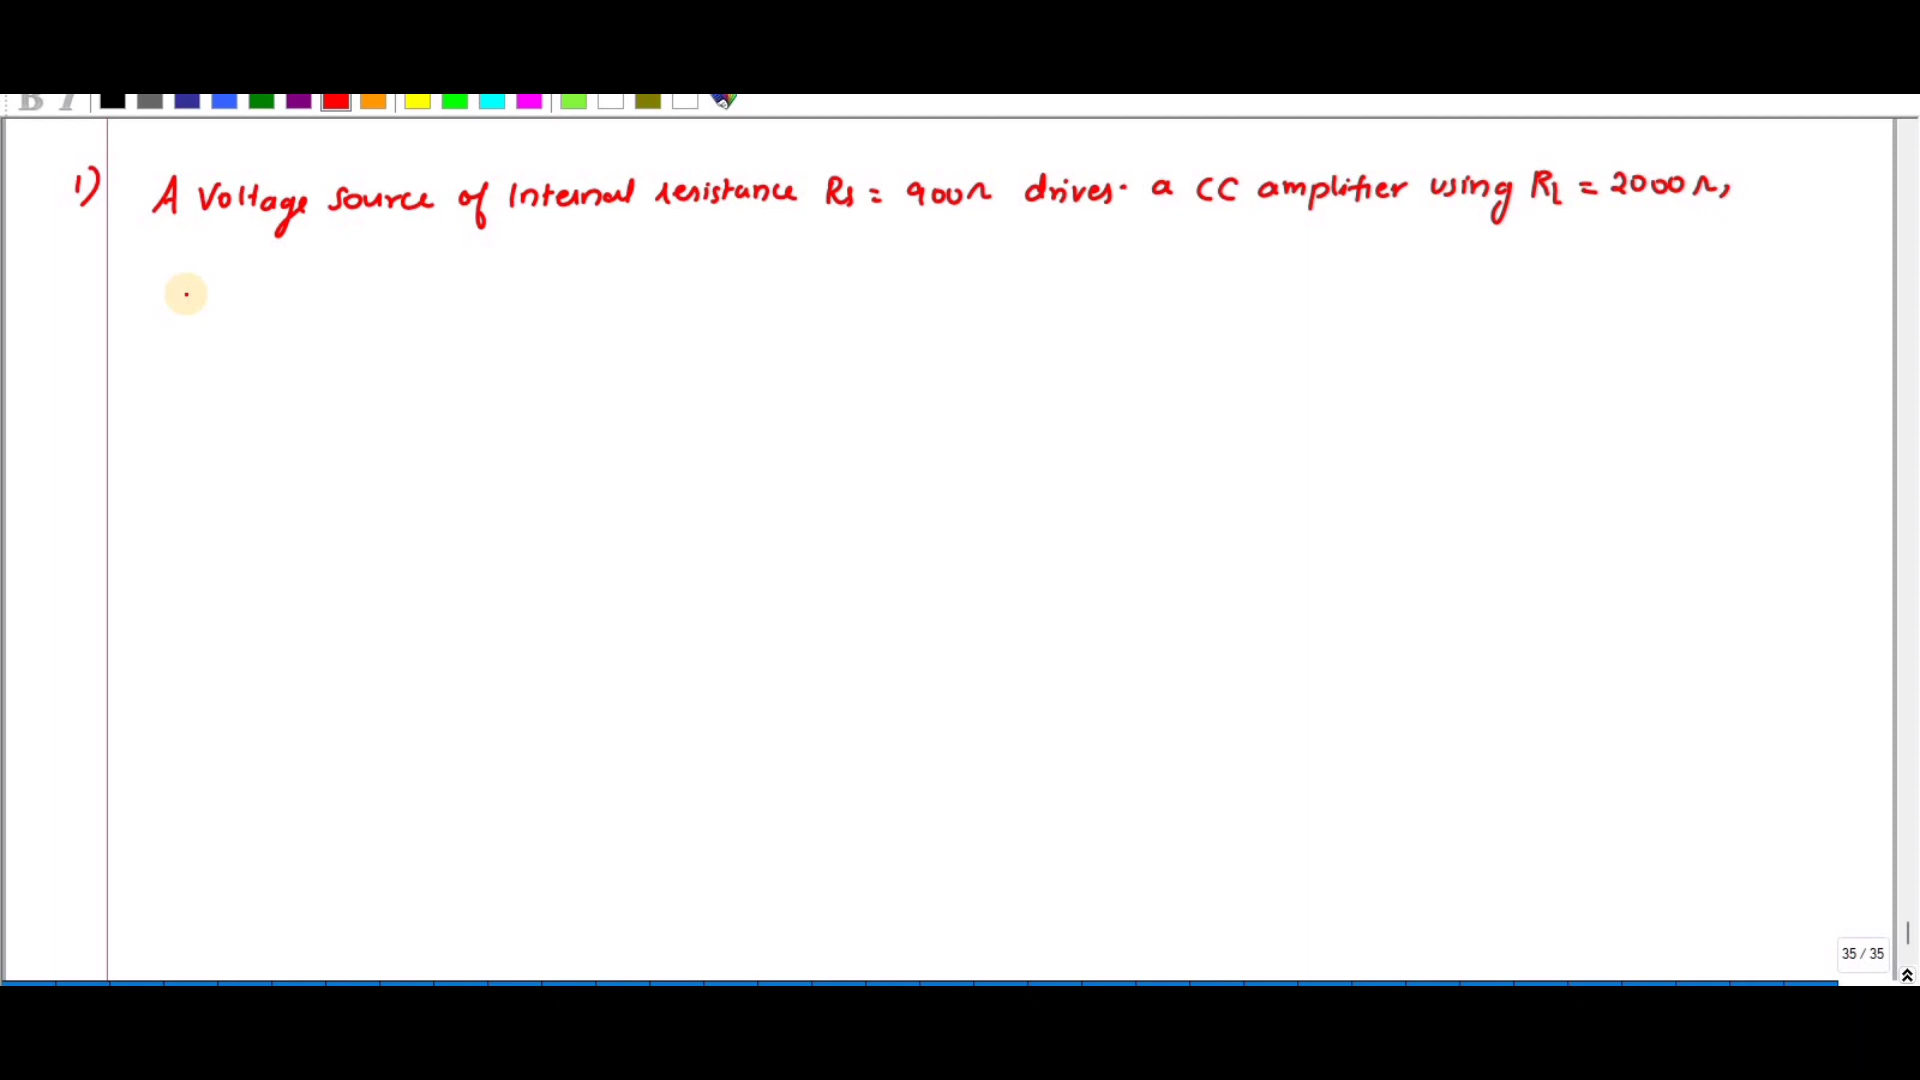 B I
1) A Voltage source of Internal resistance Rs = 900Ω drives. a CC amplifier using RL = 2000Ω,
35 / 35